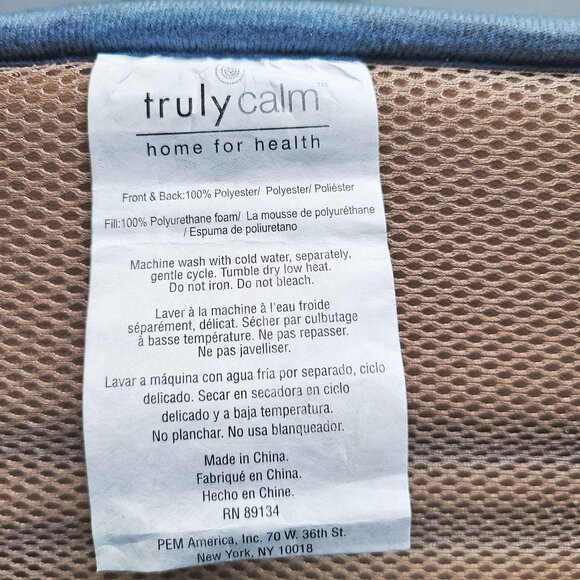 truly calm™
home for health
Front & Back:100% Polyester/ Polyester/ Poliéster
Fill:100% Polyurethane foam/ La mousse de polyuréthane
/ Espuma de poliuretano
Machine wash with cold water, separately,
gentle cycle. Tumble dry low heat.
Do not iron. Do not bleach.
Laver à la machine à l'eau froide
séparément, délicat. Sécher par culbutage
à basse température. Ne pas repasser.
Ne pas javelliser.
Lavar a máquina con agua fría por separado, ciclo
delicado. Secar en secadora en ciclo
delicado y a baja temperatura.
No planchar. No usa blanqueador.
Made in China.
Fabriqué en China.
Hecho en Chine.
RN 89134
PEM America, Inc. 70 W. 36th St.
New York, NY 10018